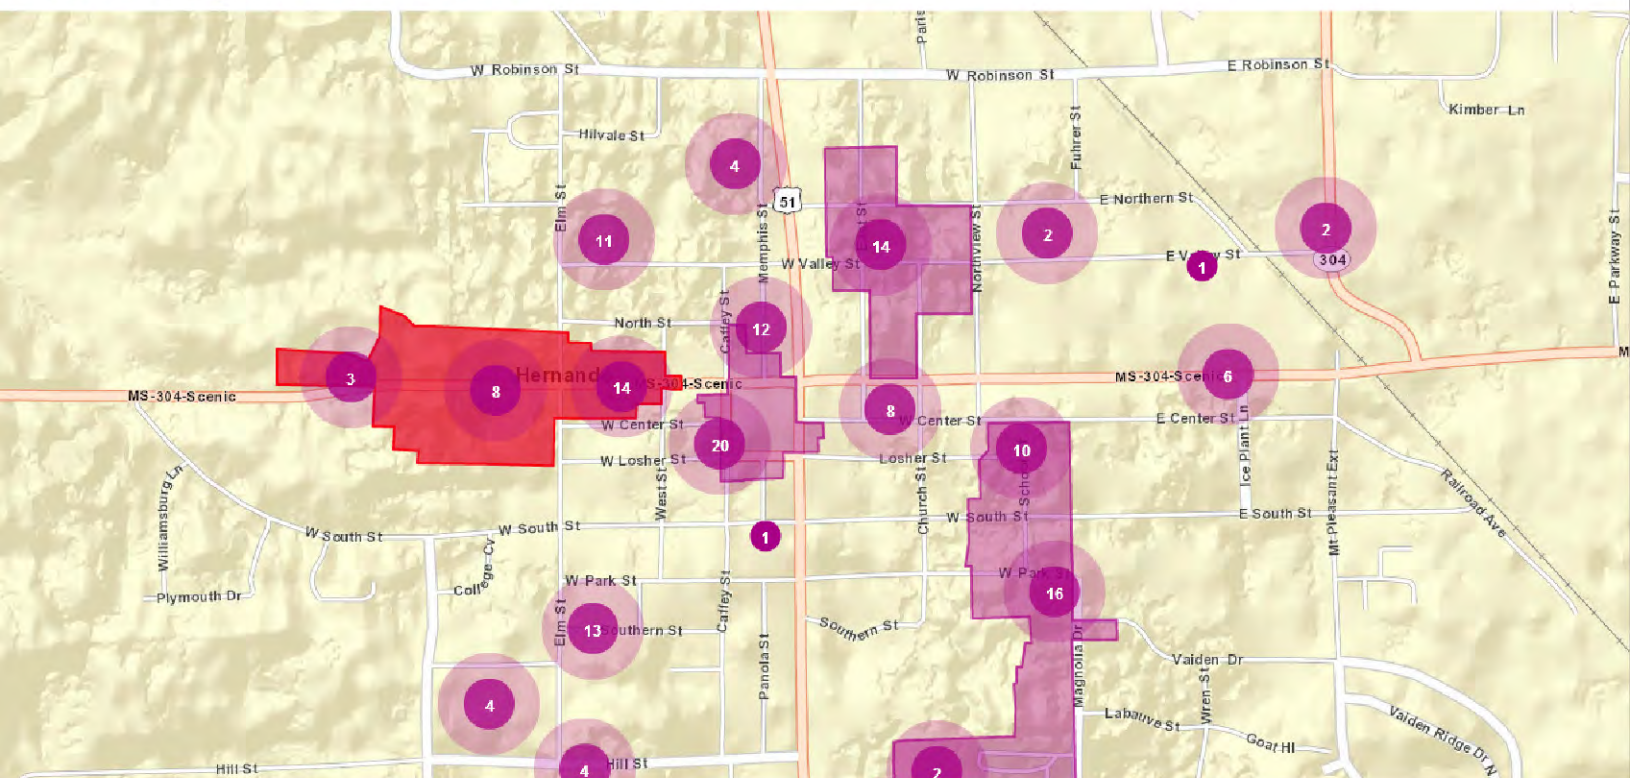 Paris
W Robinson St
W Robinson St
E Robinson St
Kimber Ln
Hilvale St
Fuhrer St
4
51
Elm St
Memphis St
E Northern St
Northview St
E Parkway St
11
14
2
2
W Valley St
1
304
North St
Caffey St
12
3
8
Hernand
14
MS-304-Scenic
MS-304-Scenic
MS-304-Scenic
6
M
8
W Center St
W Center St
E Center St
20
10
W Losher St
Losher St
Ice Plant Ln
Williamsburg Ln
West St
Church St
Mt Pleasant Ext
Railroad Ave
W South St
W South St
W South St
E South St
1
College Cv
Plymouth Dr
W Park St
W Park St
16
Elm St
13
Southern St
Caffey St
Southern St
Panola St
Magnolia Dr
Vaiden Dr
Wren St
4
Labauve St
Goat Hl
Vaiden Ridge Dr N
Hill St
4
Hill St
2